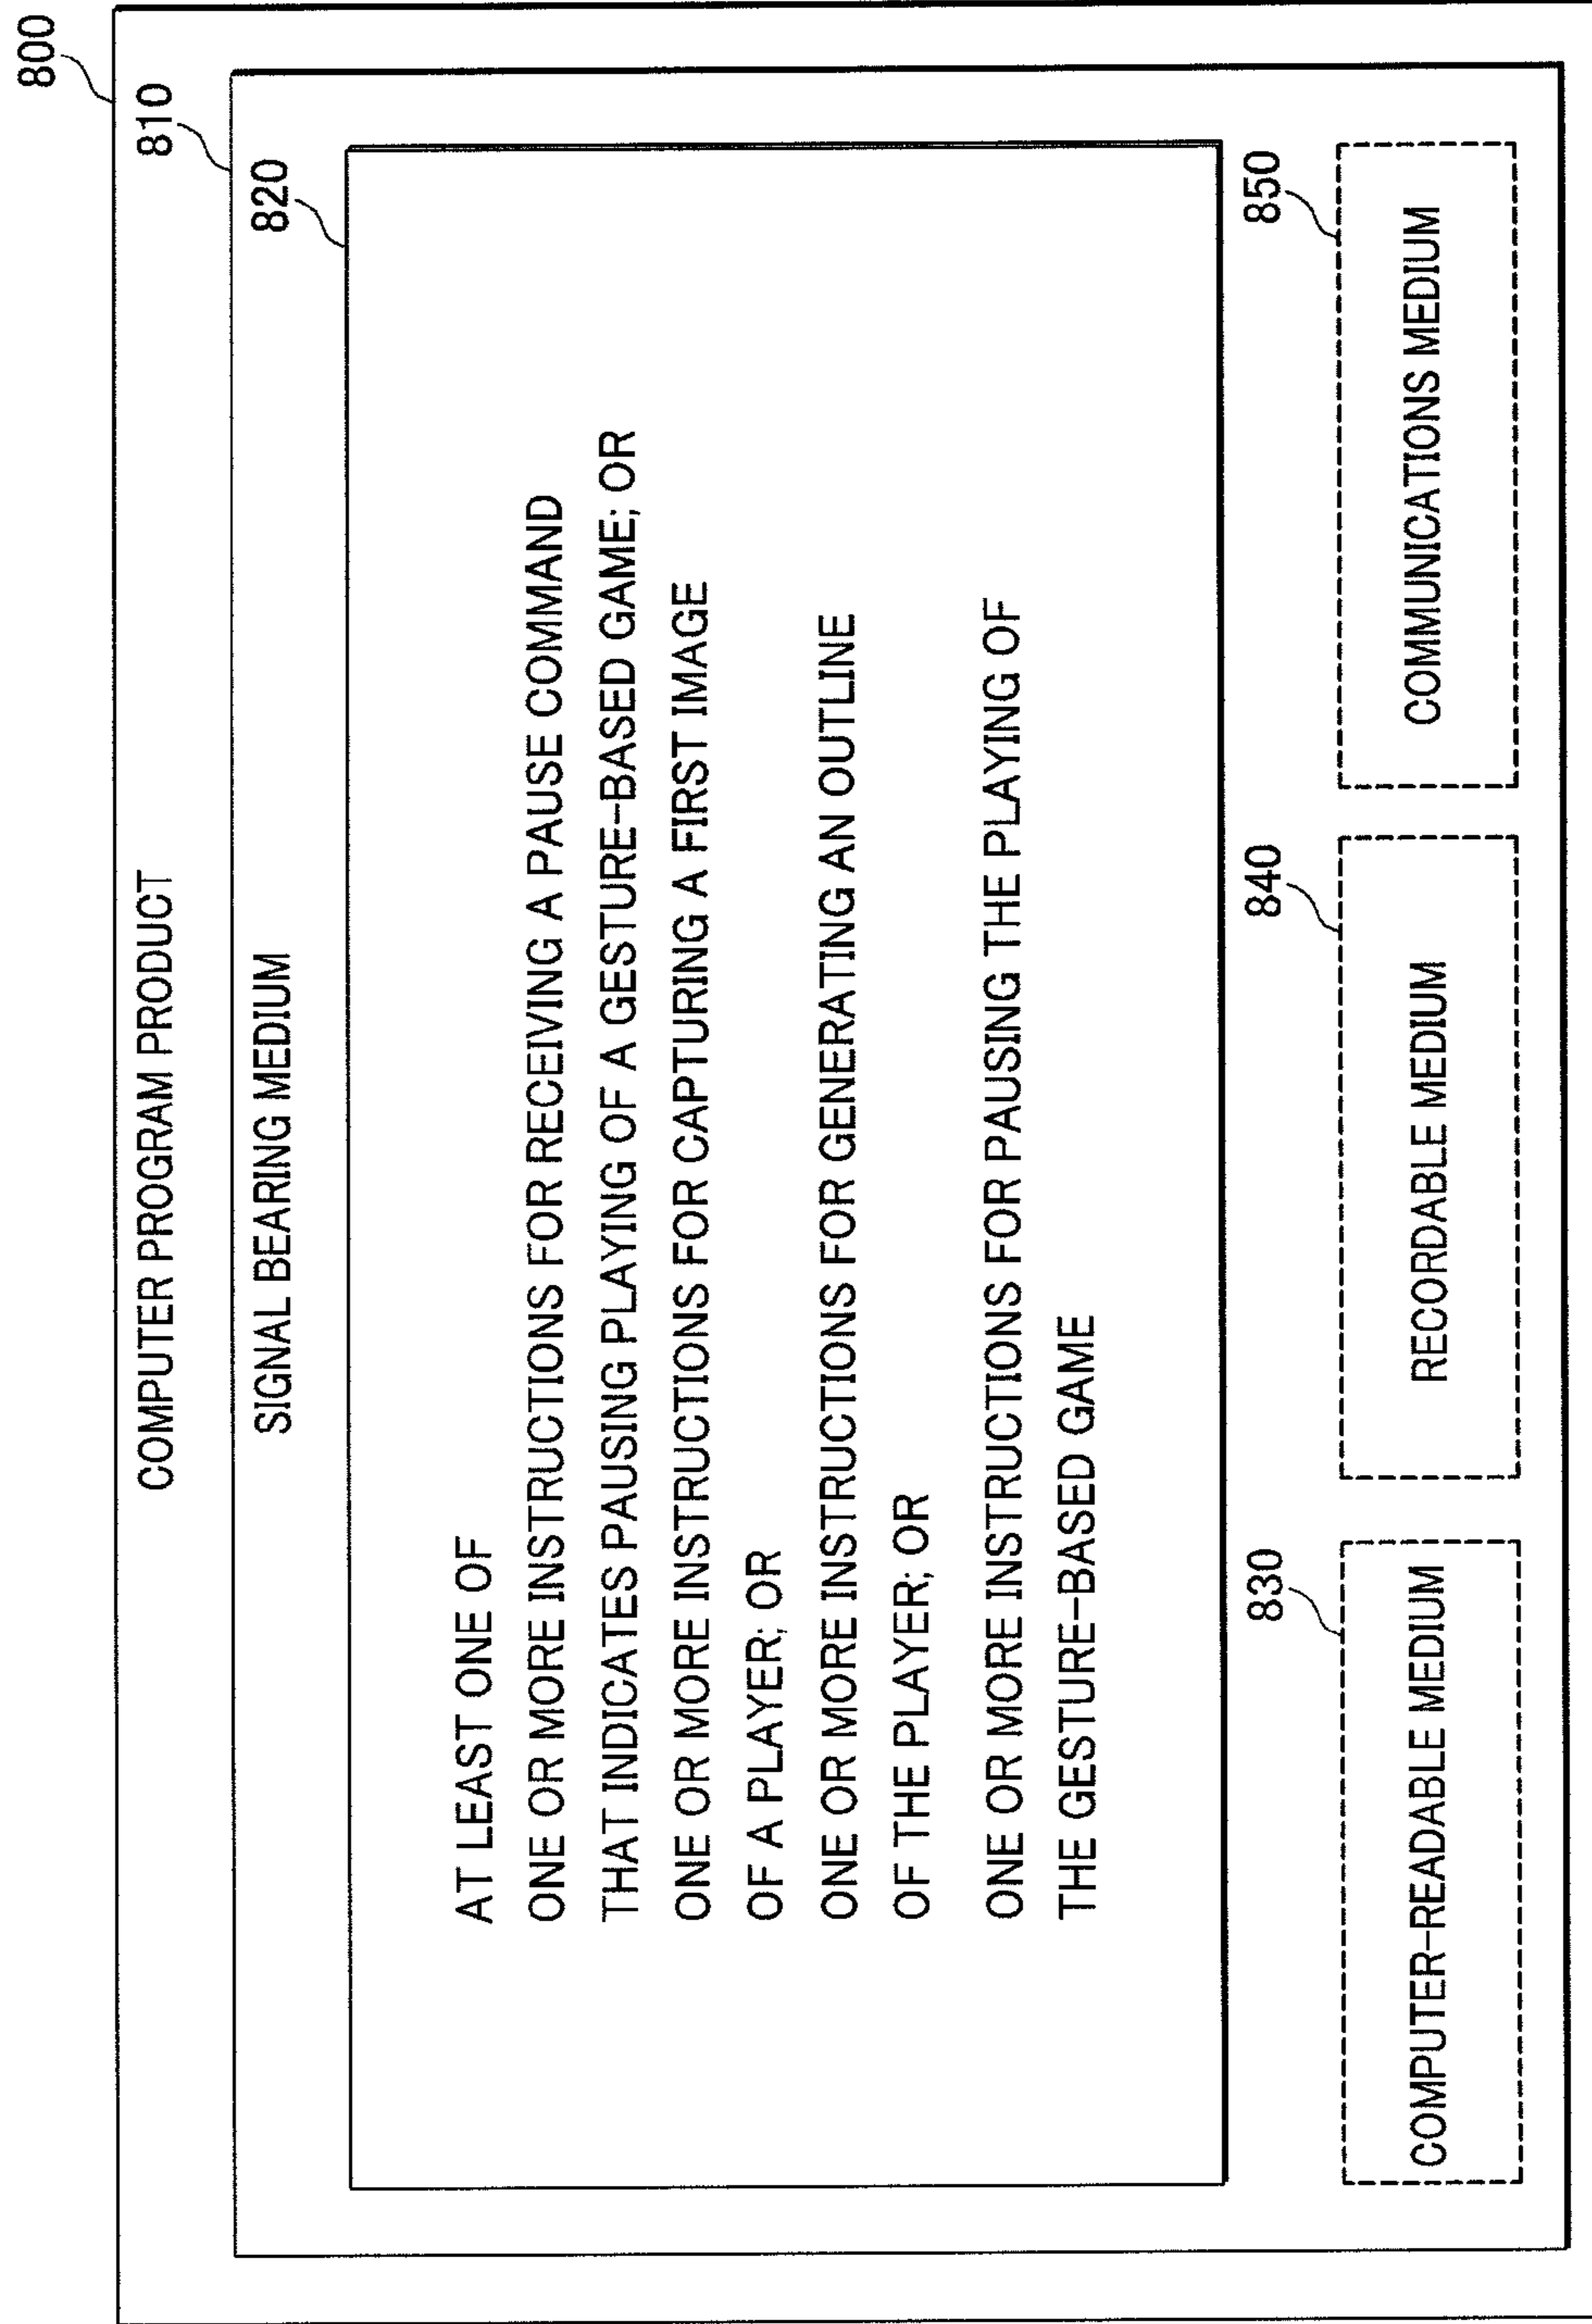 800
COMPUTER PROGRAM PRODUCT
810
SIGNAL BEARING MEDIUM
820
AT LEAST ONE OF
ONE OR MORE INSTRUCTIONS FOR RECEIVING A PAUSE COMMAND
THAT INDICATES PAUSING PLAYING OF A GESTURE-BASED GAME; OR
ONE OR MORE INSTRUCTIONS FOR CAPTURING A FIRST IMAGE
OF A PLAYER; OR
ONE OR MORE INSTRUCTIONS FOR GENERATING AN OUTLINE
OF THE PLAYER; OR
ONE OR MORE INSTRUCTIONS FOR PAUSING THE PLAYING OF
THE GESTURE-BASED GAME
830
COMPUTER-READABLE MEDIUM
840
RECORDABLE MEDIUM
850
COMMUNICATIONS MEDIUM